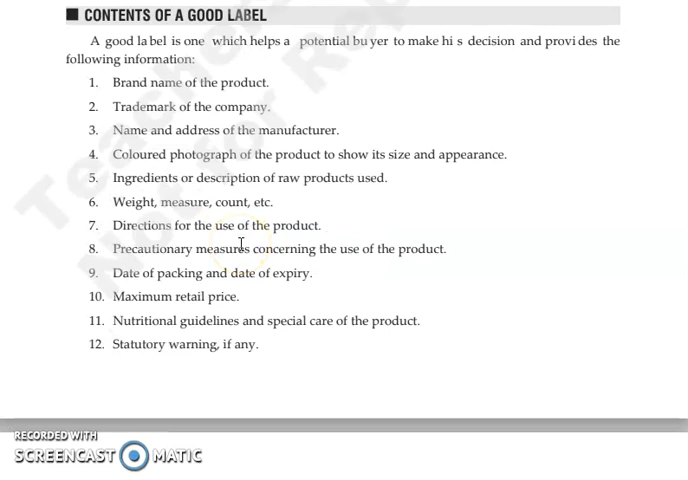 CONTENTS OF A GOOD LABEL
A good la bel is one which helps a potential bu yer to make hi s decision and provi des the
following information:
1. Brand name of the product.
2. Trademark of the company.
3. Name and address of the manufacturer.
4. Coloured photograph of the product to show its size and appearance.
5. Ingredients or description of raw products used.
6. Weight, measure, count, etc.
7. Directions for the use of the product.
8. Precautionary measures concerning the use of the product.
9. Date of packing and date of expiry.
10. Maximum retail price.
11. Nutritional guidelines and special care of the product.
12. Statutory warning, if any.
Teacher
Not for Rep
RECORDED WITH
SCREENCAST MATIC